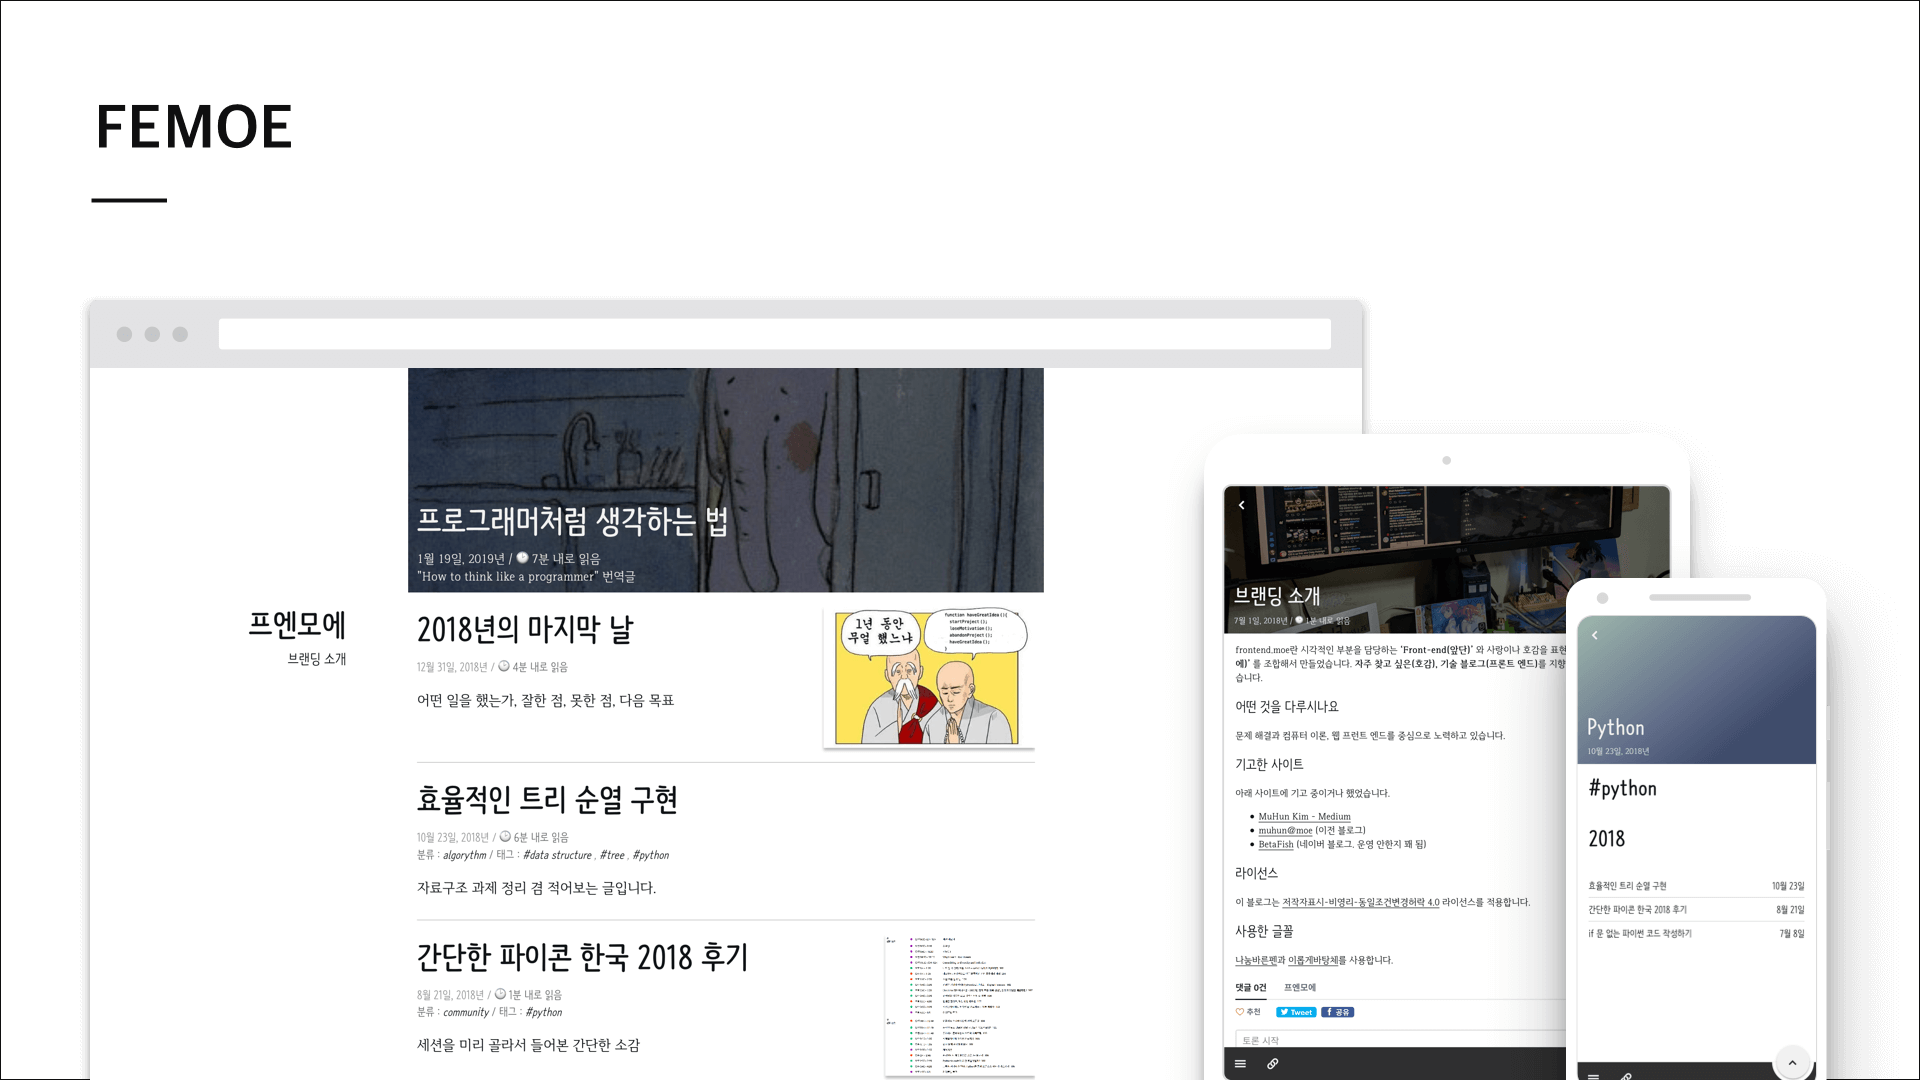 FEMOE
프로그래머처럼 생각하는 법
1월 19일, 2019년 / 7분 내로 읽음
"How to think like a programmer" 번역글
프엔모에
브랜딩 소개
2018년의 마지막 날
12월 31일, 2018년 / 4분 내로 읽음
어떤 일을 했는가, 잘한 점, 못한 점, 다음 목표
1년 동안
무얼 했느냐
function haveGreatIdea(){
startProject();
loseMotivation();
abandonProject();
haveGreatIdea();
}
효율적인 트리 순열 구현
10월 23일, 2018년 / 6분 내로 읽음
분류 : algorythm / 태그 : #data structure , #tree , #python
자료구조 과제 정리 겸 적어보는 글입니다.
간단한 파이콘 한국 2018 후기
8월 21일, 2018년 / 1분 내로 읽음
분류 : community / 태그 : #python
세션을 미리 골라서 들어본 간단한 소감
브랜딩 소개
7월 1일, 2018년 / 1분 내로 읽음
frontend.moe란 시각적인 부분을 담당하는 'Front-end(앞단)' 와 사랑이나 호감을 표현
에)' 를 조합해서 만들었습니다. 자주 찾고 싶은(호감), 기술 블로그(프론트 엔드)를 지향
습니다.
어떤 것을 다루시나요
문제 해결과 컴퓨터 이론, 웹 프런트 엔드를 중심으로 노력하고 있습니다.
기고한 사이트
아래 사이트에 기고 중이거나 했었습니다.
MuHun Kim - Medium
muhun@moe (이전 블로그)
BetaFish (네이버 블로그. 운영 안한지 꽤 됨)
라이선스
이 블로그는 저작자표시-비영리-동일조건변경허락 4.0 라이선스를 적용합니다.
사용한 글꼴
나눔바른펜과 이롭게바탕체를 사용합니다.
댓글 0건 프엔모에
추천 Tweet 공유
토론 시작
Python
10월 23일, 2018년
#python
2018
효율적인 트리 순열 구현 10월 23일
간단한 파이콘 한국 2018 후기 8월 21일
if 문 없는 파이썬 코드 작성하기 7월 8일